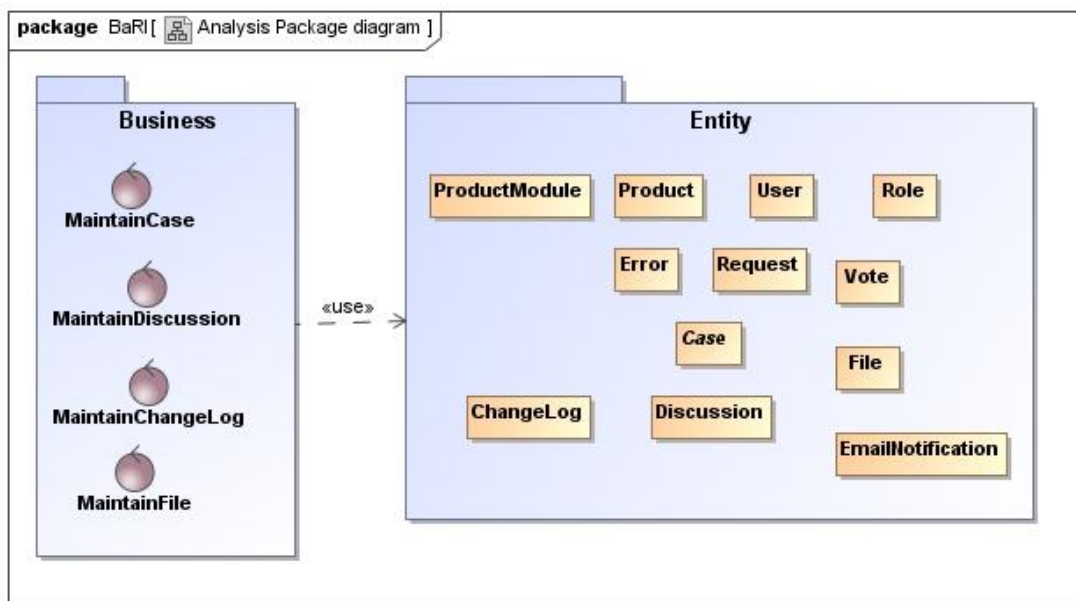 package BaRI[ Analysis Package diagram ]
Business
MaintainCase
MaintainDiscussion
MaintainChangeLog
MaintainFile
«use»
Entity
ProductModule
Product
User
Role
Error
Request
Vote
Case
File
ChangeLog
Discussion
EmailNotification